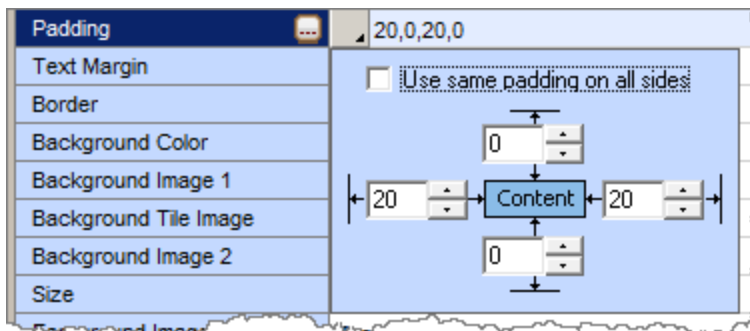 Padding ... 20,0,20,0
Text Margin
Use same padding on all sides
Border
Background Color
0
Background Image 1
20 Content 20
Background Tile Image
Background Image 2
0
Size